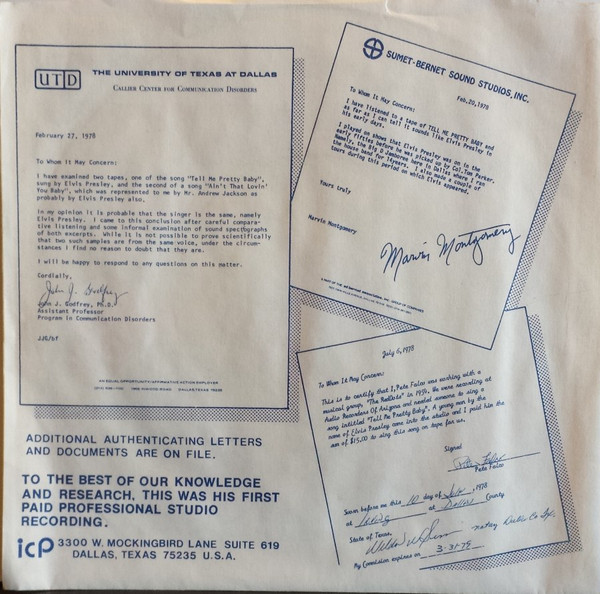 UTD
THE UNIVERSITY OF TEXAS AT DALLAS
CALLIER CENTER FOR COMMUNICATION DISORDERS
February 27, 1978
To Whom It May Concern:
I have examined two tapes, one of the song "Tell Me Pretty Baby",
sung by Elvis Presley, and the second of a song "Ain't That Lovin'
You Baby", which was represented to me by Mr. Andrew Jackson as
probably by Elvis Presley also.
In my opinion it is probable that the singer is the same, namely
Elvis Presley. I came to this conclusion after careful compara-
tive listening and some informal examination of sound spectrographs
of both excerpts. While it is not possible to prove scientifically
that two such samples are from the same voice, under the circum-
stances I find no reason to doubt that they are.
I will be happy to respond to any questions on this matter.
Cordially,
John J. Godfrey
John J. Godfrey, Ph.D.
Assistant Professor
Program in Communication Disorders
JJG/bf
AN EQUAL OPPORTUNITY/AFFIRMATIVE ACTION EMPLOYER
SUMET-BERNET SOUND STUDIOS, INC.
Feb.20,1978
To Whom It May Concern:
I have listened to a tape of TELL ME PRETTY BABY and
as far as I can tell it sounds like Elvis Presley in
his early days.
I played on shows that Elvis Presley was on in the
early fifties before he was picked up by Col.Tom Parker.
Namely, the Big D Jamboree here in Dallas where I ran
the house band for 14years. I also made a couple of
tours during this period on which Elvis appeared.
Yours truly
Marvin Montgomery
Marvin Montgomery
July 6, 1978
To Whom It May Concern:
This is to certify that I, Pete Falco was working with a
musical group, "The Redlots" in 1954. We were recording at
Audio Recorders Of Arizona and needed someone to sing a
song intitled "Tell Me Pretty Baby". A young man by the
name of Elvis Presley came into the studio and I paid him the
sum of $15.00 to sing this song on tape for us.
Signed
Pete Falco
Pete Falco
Sworn before me this 10 day of July, 1978
at at Dallas County
State of Texas,
My Commision expires on 3-31-79
ADDITIONAL AUTHENTICATING LETTERS
AND DOCUMENTS ARE ON FILE.
TO THE BEST OF OUR KNOWLEDGE
AND RESEARCH, THIS WAS HIS FIRST
PAID PROFESSIONAL STUDIO
RECORDING.
icp 3300 W. MOCKINGBIRD LANE SUITE 619
DALLAS, TEXAS 75235 U.S.A.